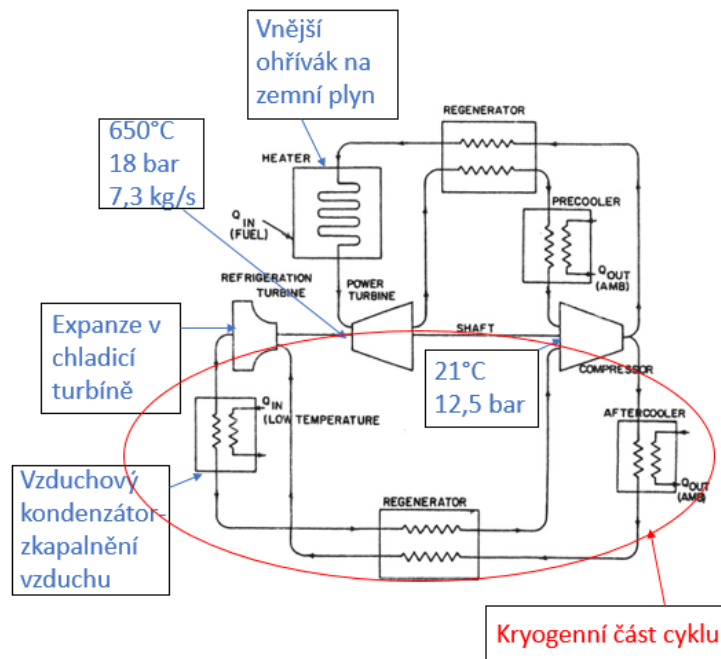 Vnější
ohřívák na
zemní plyn
650°C
18 bar
7,3 kg/s
REGENERATOR
HEATER
PRECOOLER
Q IN
(FUEL)
QOUT
(AMB)
REFRIGERATION
TURBINE
POWER
TURBINE
Expanze v
chladicí
turbíně
SHAFT
21°C
12,5 bar
COMPRESSOR
AFTERCOOLER
Q IN
(LOW TEMPERATURE
QOUT
(AMB)
Vzduchový
kondenzátor-
zkapalnění
vzduchu
REGENERATOR
Kryogenní část cyklu